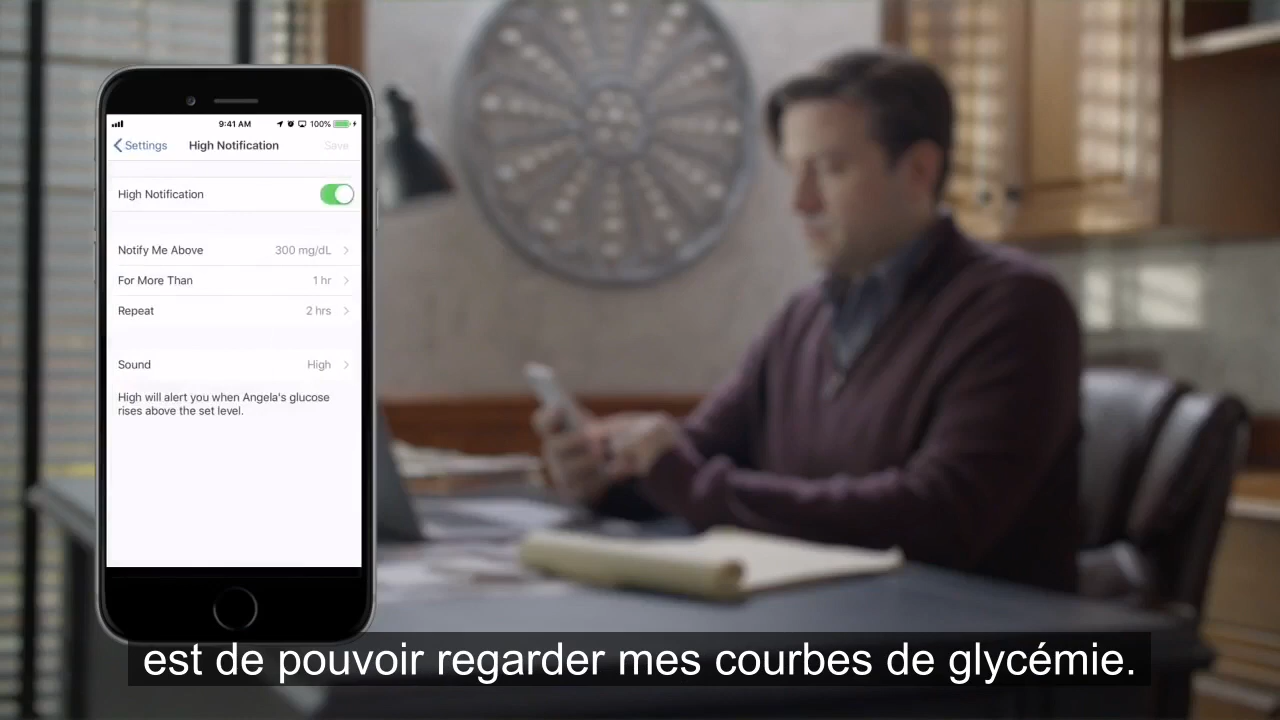 9:41 AM 100%
Settings High Notification Save
High Notification
Notify Me Above 300 mg/dL
For More Than 1 hr
Repeat 2 hrs
Sound High
High will alert you when Angela's glucose
rises above the set level.
est de pouvoir regarder mes courbes de glycémie.